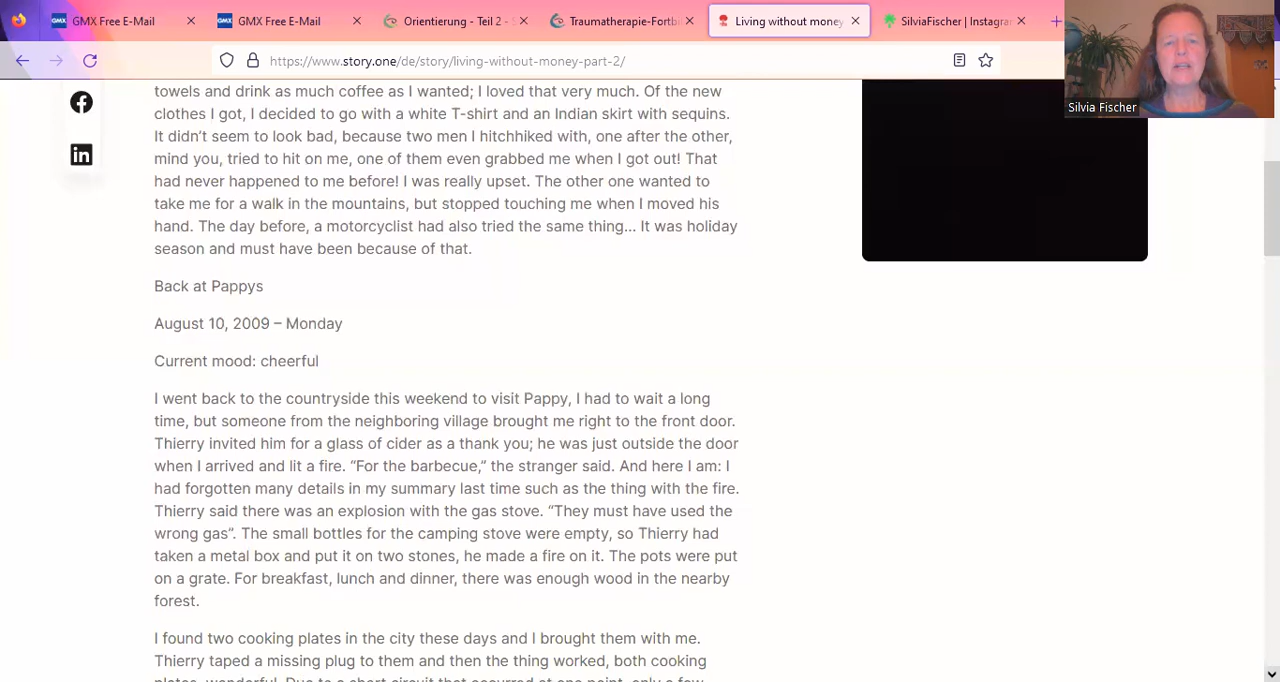 GMX Free E-Mail
GMX Free E-Mail
Orientierung - Teil 2 -
Traumatherapie-Fortbi
Living without money
SilviaFischer | Instagra
https://www.story.one/de/story/living-without-money-part-2/
Silvia Fischer
towels and drink as much coffee as I wanted; I loved that very much. Of the new
clothes I got, I decided to go with a white T-shirt and an Indian skirt with sequins.
It didn't seem to look bad, because two men I hitchhiked with, one after the other,
mind you, tried to hit on me, one of them even grabbed me when I got out! That
had never happened to me before! I was really upset. The other one wanted to
take me for a walk in the mountains, but stopped touching me when I moved his
hand. The day before, a motorcyclist had also tried the same thing… It was holiday
season and must have been because of that.
Back at Pappys
August 10, 2009 – Monday
Current mood: cheerful
I went back to the countryside this weekend to visit Pappy, I had to wait a long
time, but someone from the neighboring village brought me right to the front door.
Thierry invited him for a glass of cider as a thank you; he was just outside the door
when I arrived and lit a fire. “For the barbecue,” the stranger said. And here I am: I
had forgotten many details in my summary last time such as the thing with the fire.
Thierry said there was an explosion with the gas stove. “They must have used the
wrong gas”. The small bottles for the camping stove were empty, so Thierry had
taken a metal box and put it on two stones, he made a fire on it. The pots were put
on a grate. For breakfast, lunch and dinner, there was enough wood in the nearby
forest.
I found two cooking plates in the city these days and I brought them with me.
Thierry taped a missing plug to them and then the thing worked, both cooking
plates, wonderful. Due to a short circuit that occurred at one point, only a few